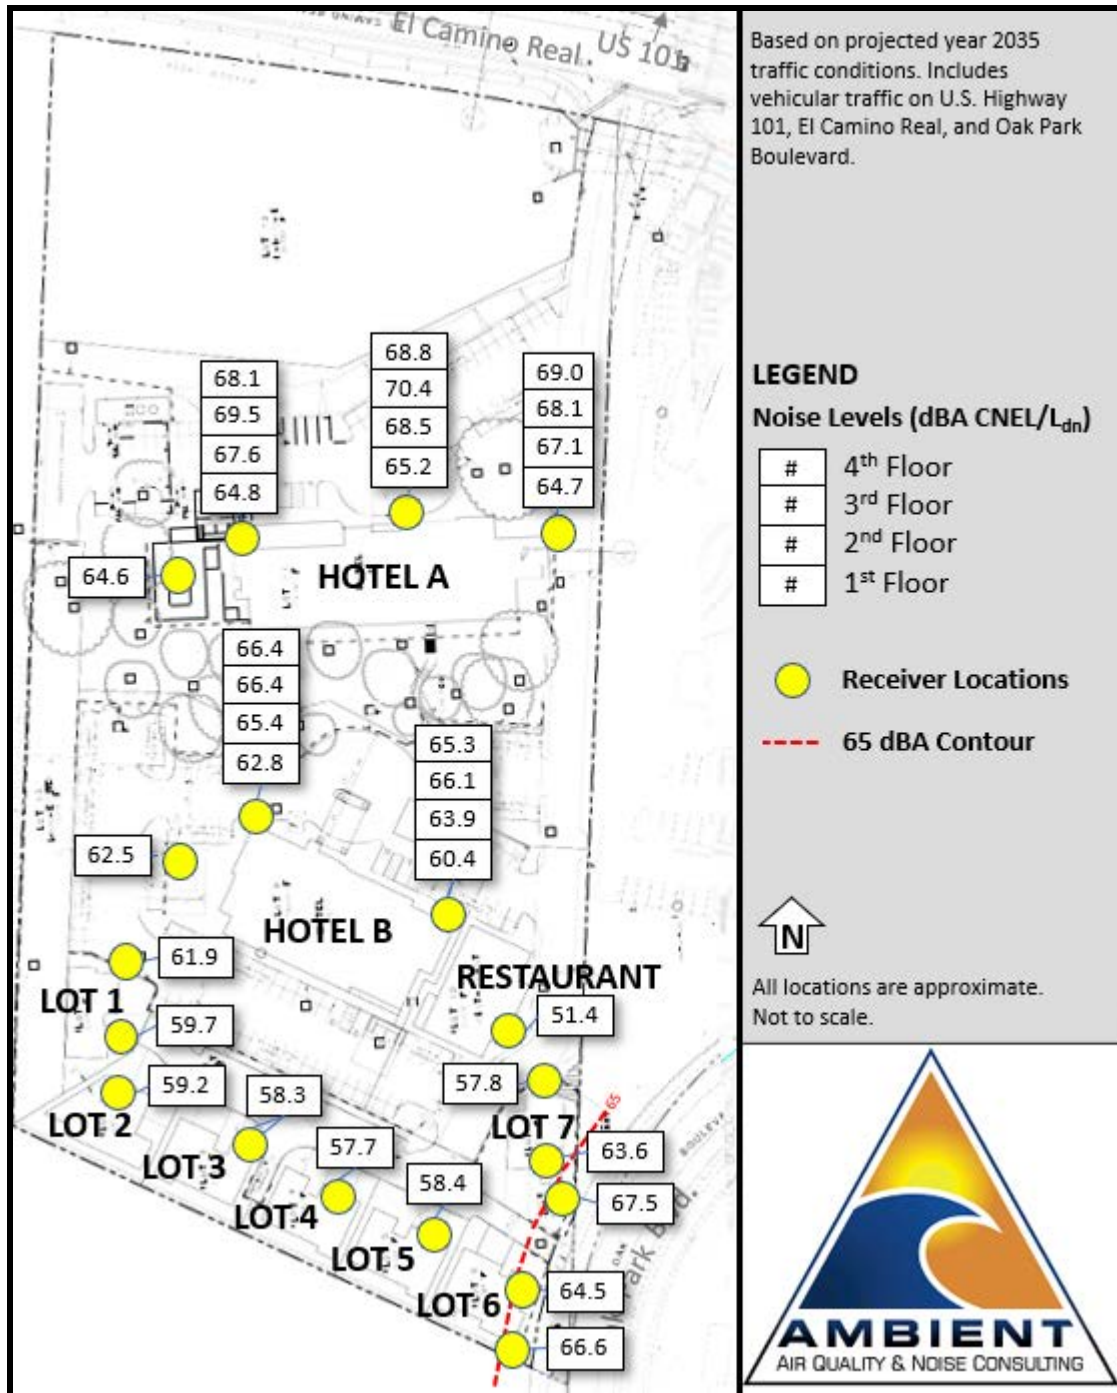 El Camino Real
US 101
68.8
70.4
68.5
65.2
69.0
68.1
67.1
64.7
68.1
69.5
67.6
64.8
64.6
HOTEL A
66.4
66.4
65.4
62.8
65.3
66.1
63.9
60.4
62.5
HOTEL B
61.9
LOT 1
RESTAURANT
51.4
59.7
57.8
59.2
LOT 2
58.3
65
LOT 7
LOT 3
57.7
63.6
58.4
67.5
LOT 4
LOT 5
LOT 6
64.5
66.6
Park Blvd.
Based on projected year 2035
traffic conditions. Includes
vehicular traffic on U.S. Highway
101, El Camino Real, and Oak Park
Boulevard.
LEGEND
Noise Levels (dBA CNEL/Ldn)
# 4th Floor
# 3rd Floor
# 2nd Floor
# 1st Floor
Receiver Locations
65 dBA Contour
N
All locations are approximate.
Not to scale.
AMBIENT
AIR QUALITY & NOISE CONSULTING